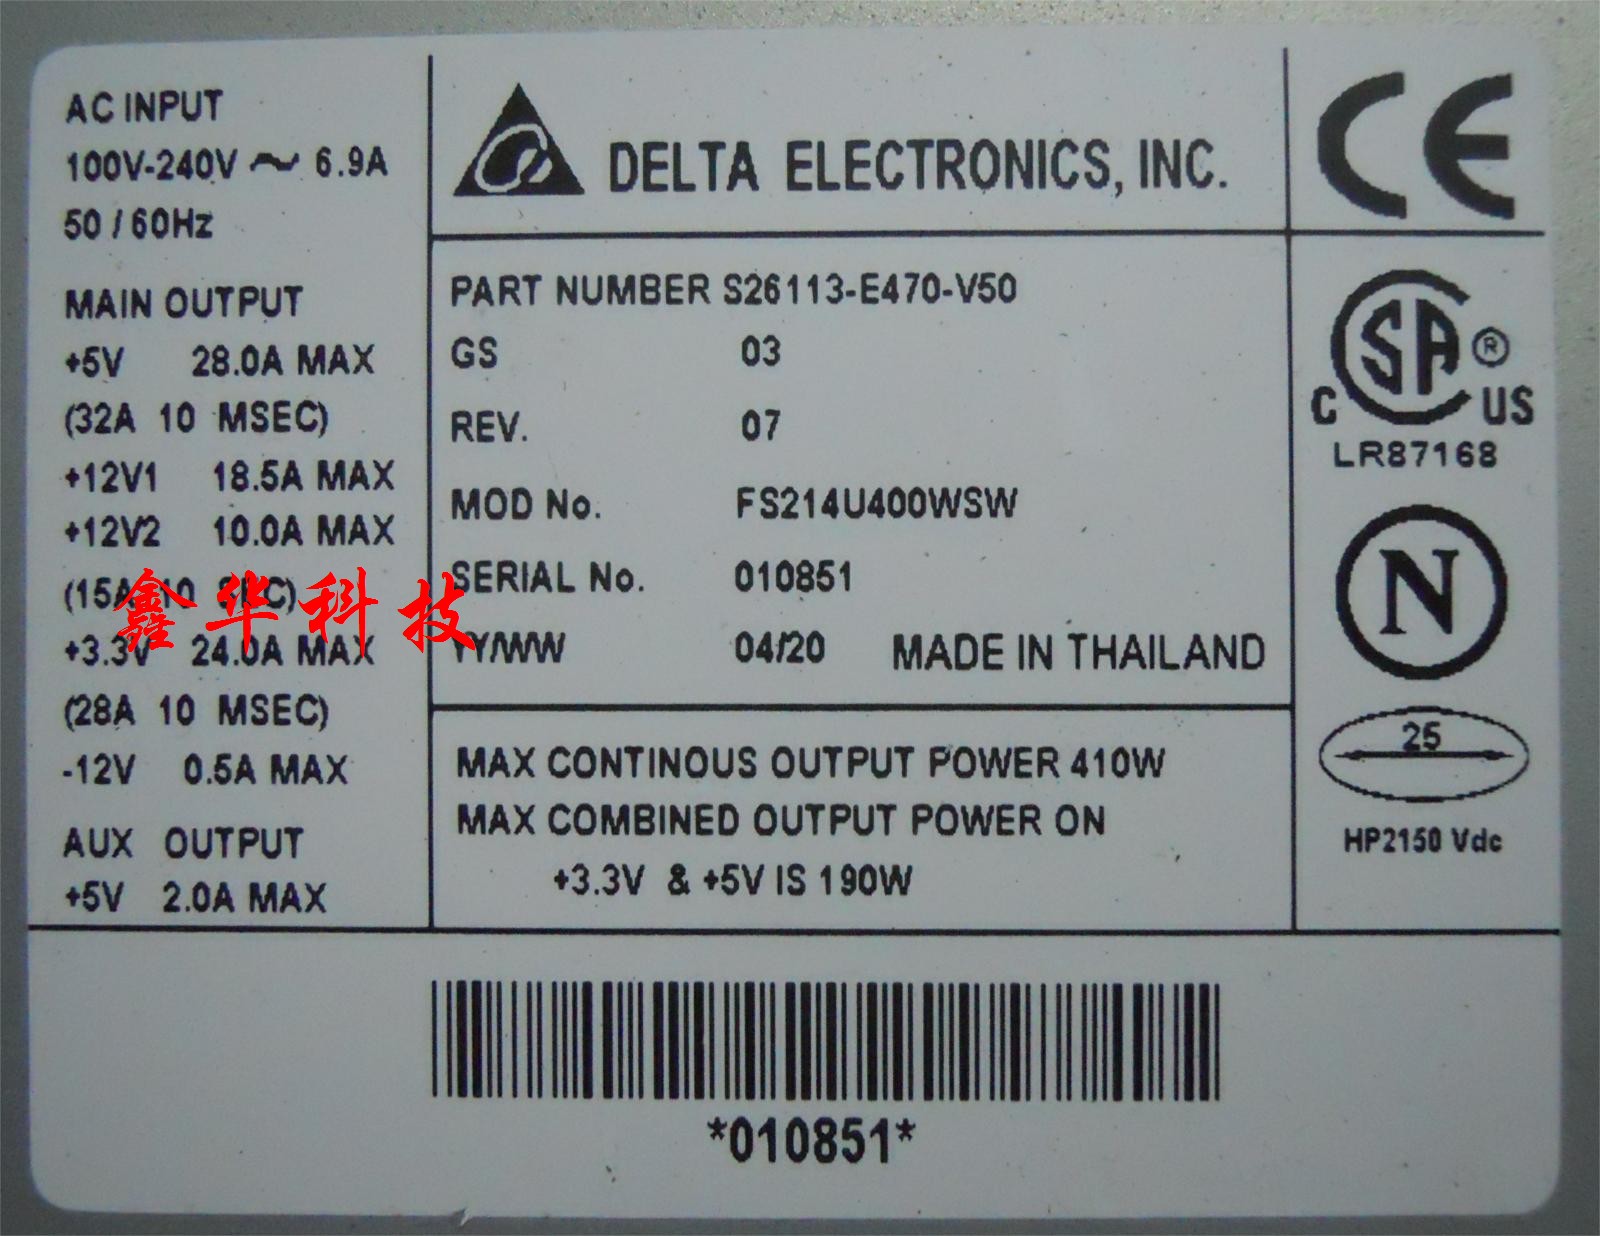 AC INPUT
100V-240V ~ 6.9A
50 / 60Hz
MAIN OUTPUT
+5V 28.0A MAX
(32A 10 MSEC)
+12V1 18.5A MAX
+12V2 10.0A MAX
(15A 10 SEC)
+3.3V 24.0A MAX
(28A 10 MSEC)
-12V 0.5A MAX
AUX OUTPUT
+5V 2.0A MAX
鑫华科技
DELTA ELECTRONICS, INC.
PART NUMBER S26113-E470-V50
GS 03
REV. 07
MOD No. FS214U400WSW
SERIAL No. 010851
YY/WW 04/20 MADE IN THAILAND
MAX CONTINOUS OUTPUT POWER 410W
MAX COMBINED OUTPUT POWER ON
+3.3V & +5V IS 190W
CE
C SA ® US
LR87168
N
25
HP2150 Vdc
*010851*